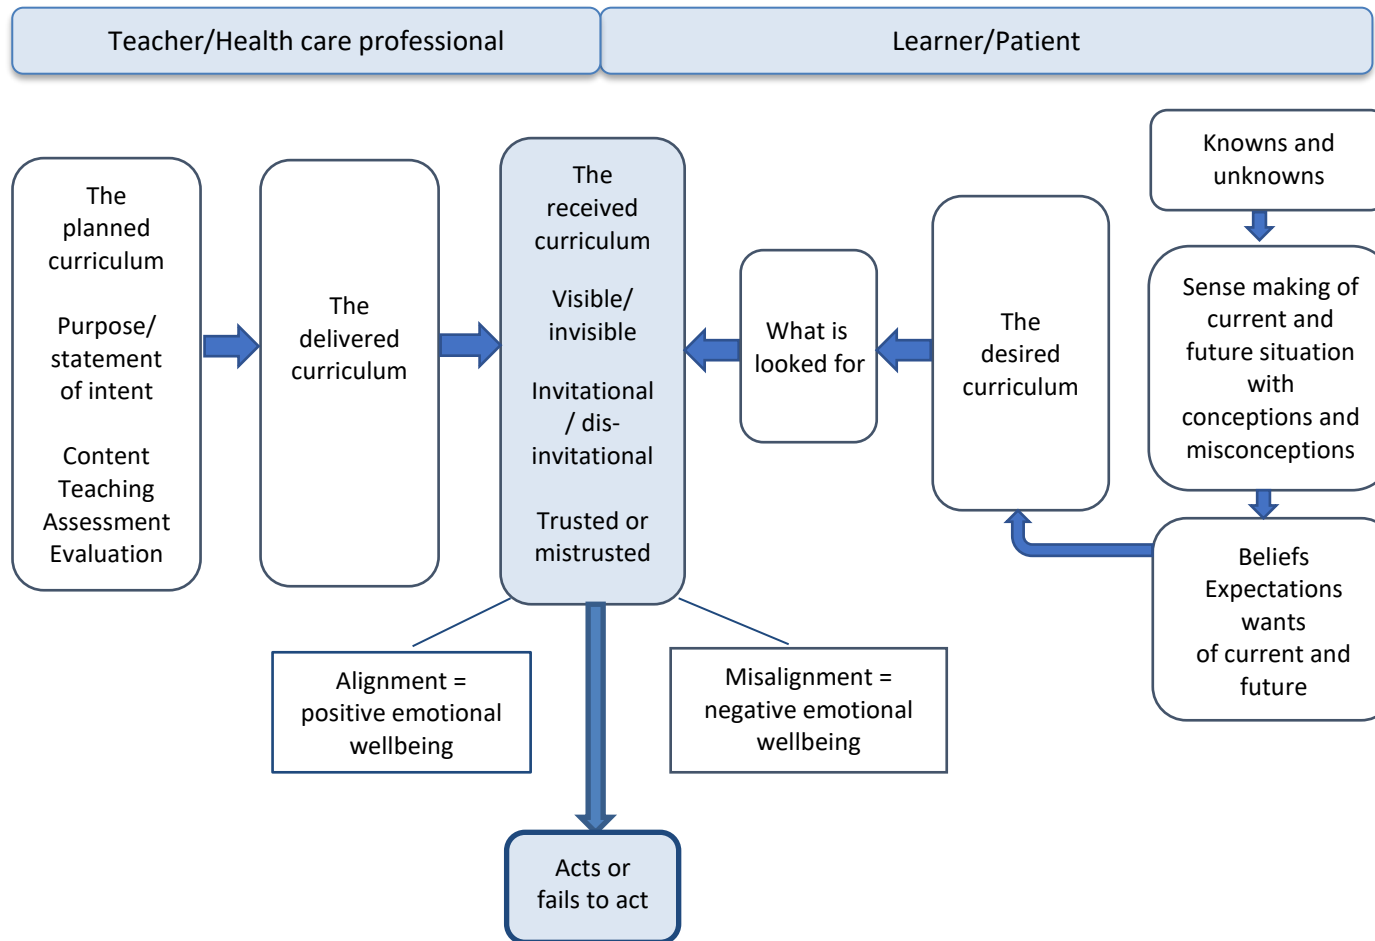 Teacher/Health care professional
Learner/Patient
The
planned
curriculum
Purpose/
statement
of intent
Content
Teaching
Assessment
Evaluation
The
delivered
curriculum
The
received
curriculum
Visible/
invisible
Invitational
/ dis-
invitational
Trusted or
mistrusted
What is
looked for
The
desired
curriculum
Knowns and
unknowns
Sense making of
current and
future situation
with
conceptions and
misconceptions
Beliefs
Expectations
wants
of current and
future
Alignment =
positive emotional
wellbeing
Misalignment =
negative emotional
wellbeing
Acts or
fails to act